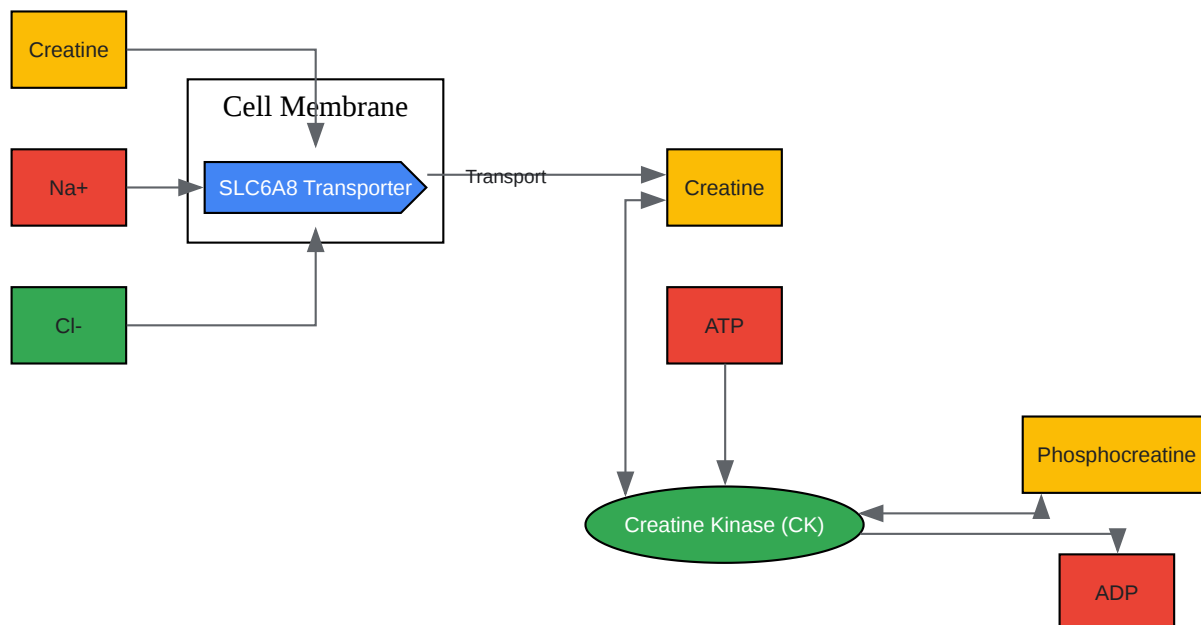 Creatine
Cell Membrane
Na+
SLC6A8 Transporter
Transport
Creatine
Cl-
ATP
Phosphocreatine
Creatine Kinase (CK)
ADP